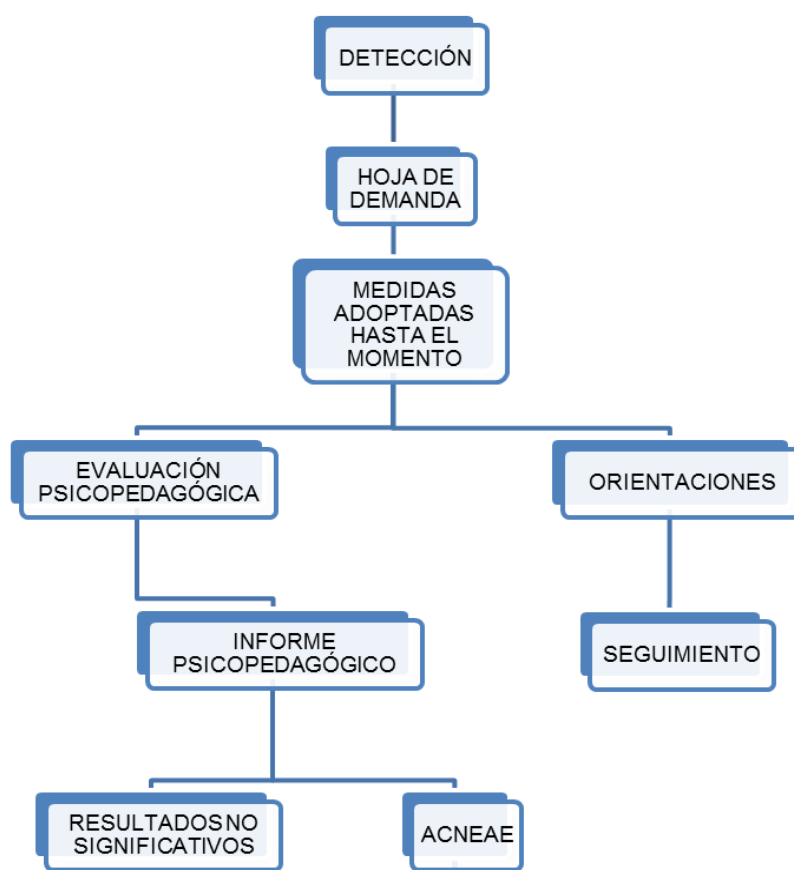 DETECCIÓN
HOJA DE
DEMANDA
MEDIDAS
ADOPTADAS
HASTA EL
MOMENTO
EVALUACIÓN
PSICOPEDAGÓGICA
ORIENTACIONES
INFORME
PSICOPEDAGÓGICO
SEGUIMIENTO
RESULTADOS NO
SIGNIFICATIVOS
ACNEAE